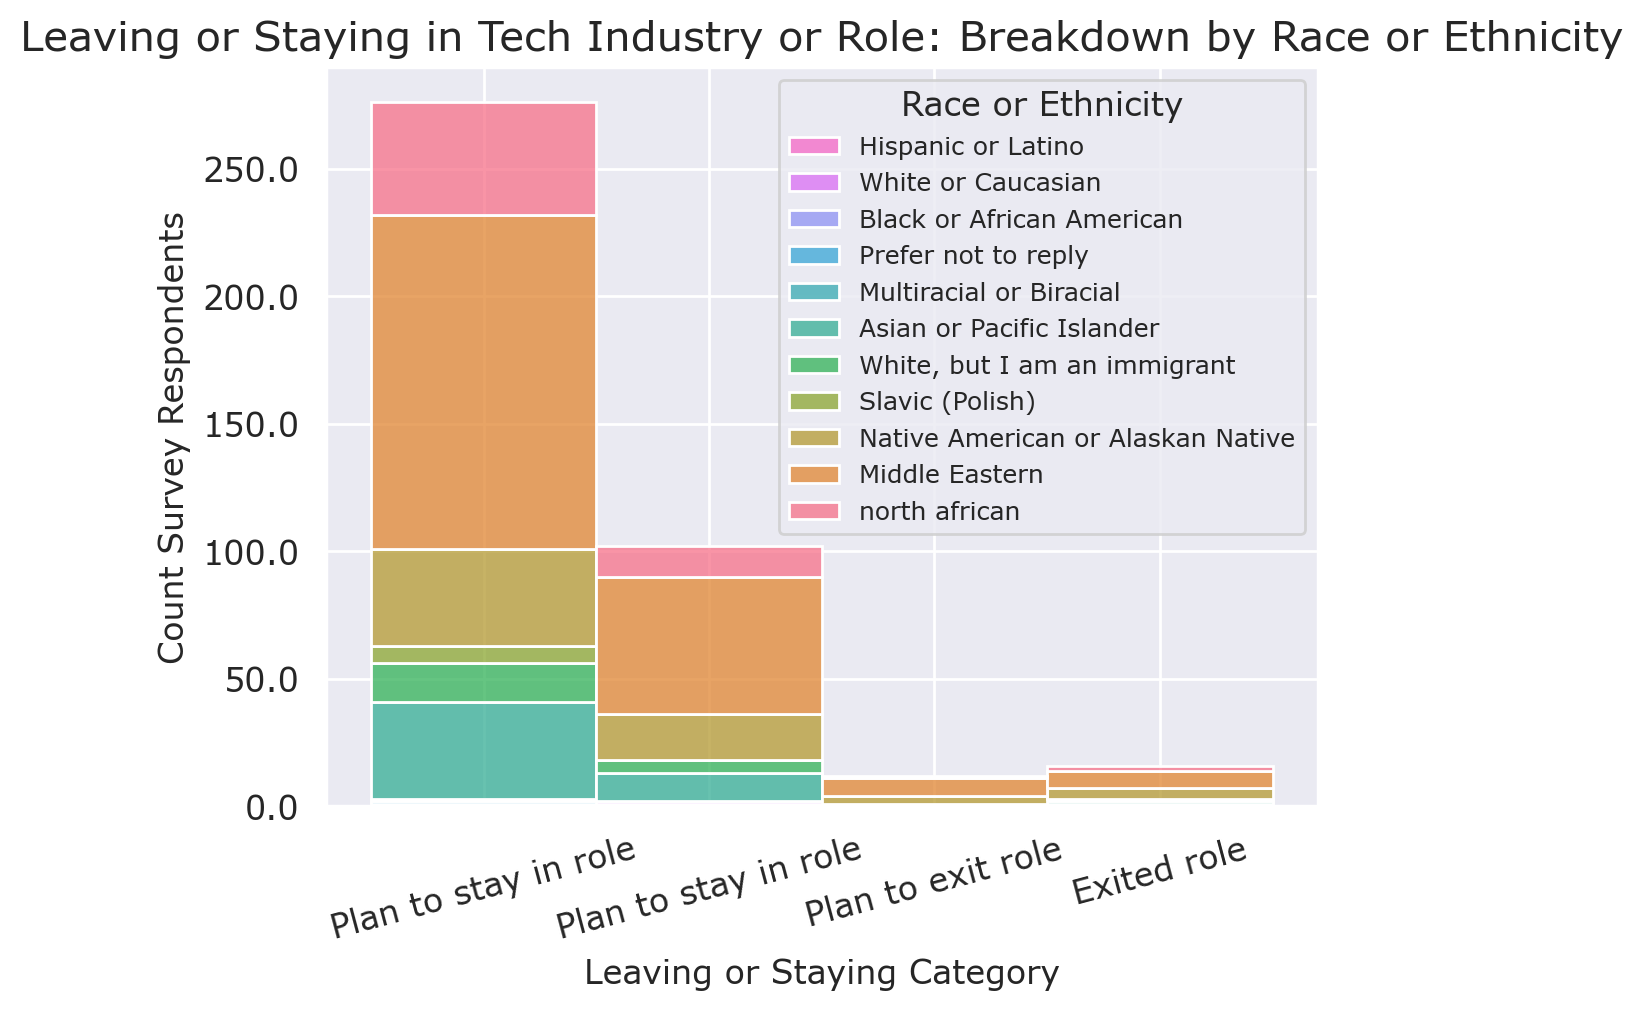 Leaving or Staying in Tech Industry or Role: Breakdown by Race or Ethnicity
Race or Ethnicity
Hispanic or Latino
White or Caucasian
Black or African American
Prefer not to reply
Multiracial or Biracial
Asian or Pacific Islander
White, but I am an immigrant
Slavic (Polish)
Native American or Alaskan Native
Middle Eastern
north african
Count Survey Respondents
250.0
200.0
150.0
100.0
50.0
0.0
Plan to stay in role
Plan to stay in role
Plan to exit role
Exited role
Leaving or Staying Category